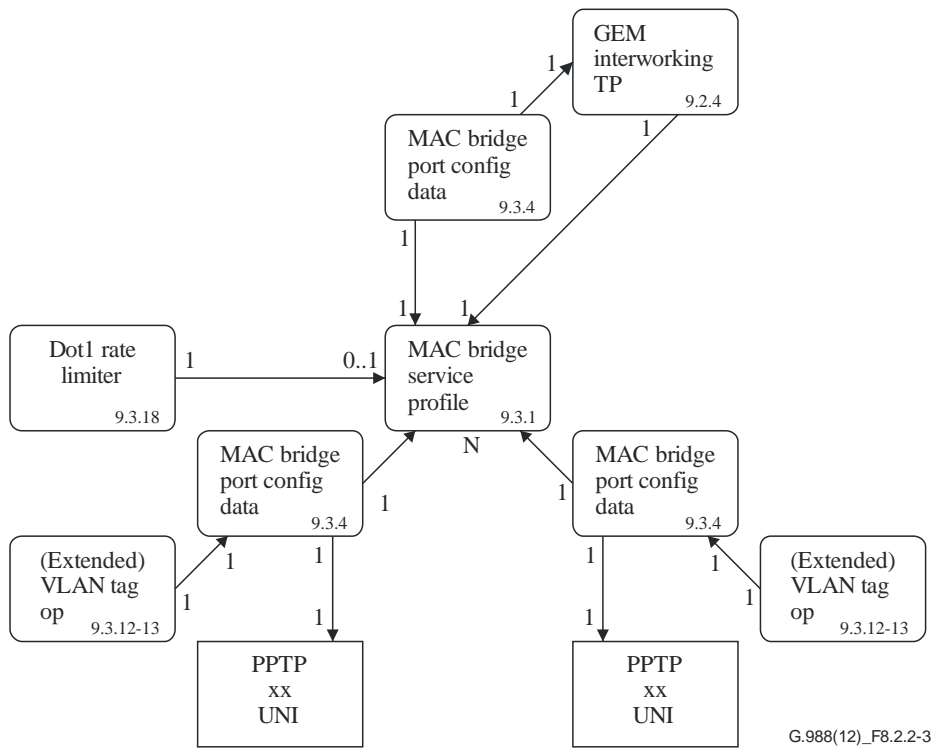 GEM
interworking
TP
9.2.4
1
1
1
MAC bridge
port config
data
9.3.4
1
1
1
Dot1 rate
limiter
9.3.18
1
0..1
MAC bridge
service
profile
9.3.1
N
MAC bridge
port config
data
9.3.4
1
1
MAC bridge
port config
data
9.3.4
(Extended)
VLAN tag
op
9.3.12-13
1
1
1
1
1
1
1
1
(Extended)
VLAN tag
op
9.3.12-13
PPTP
xx
UNI
PPTP
xx
UNI
G.988(12)_F8.2.2-3